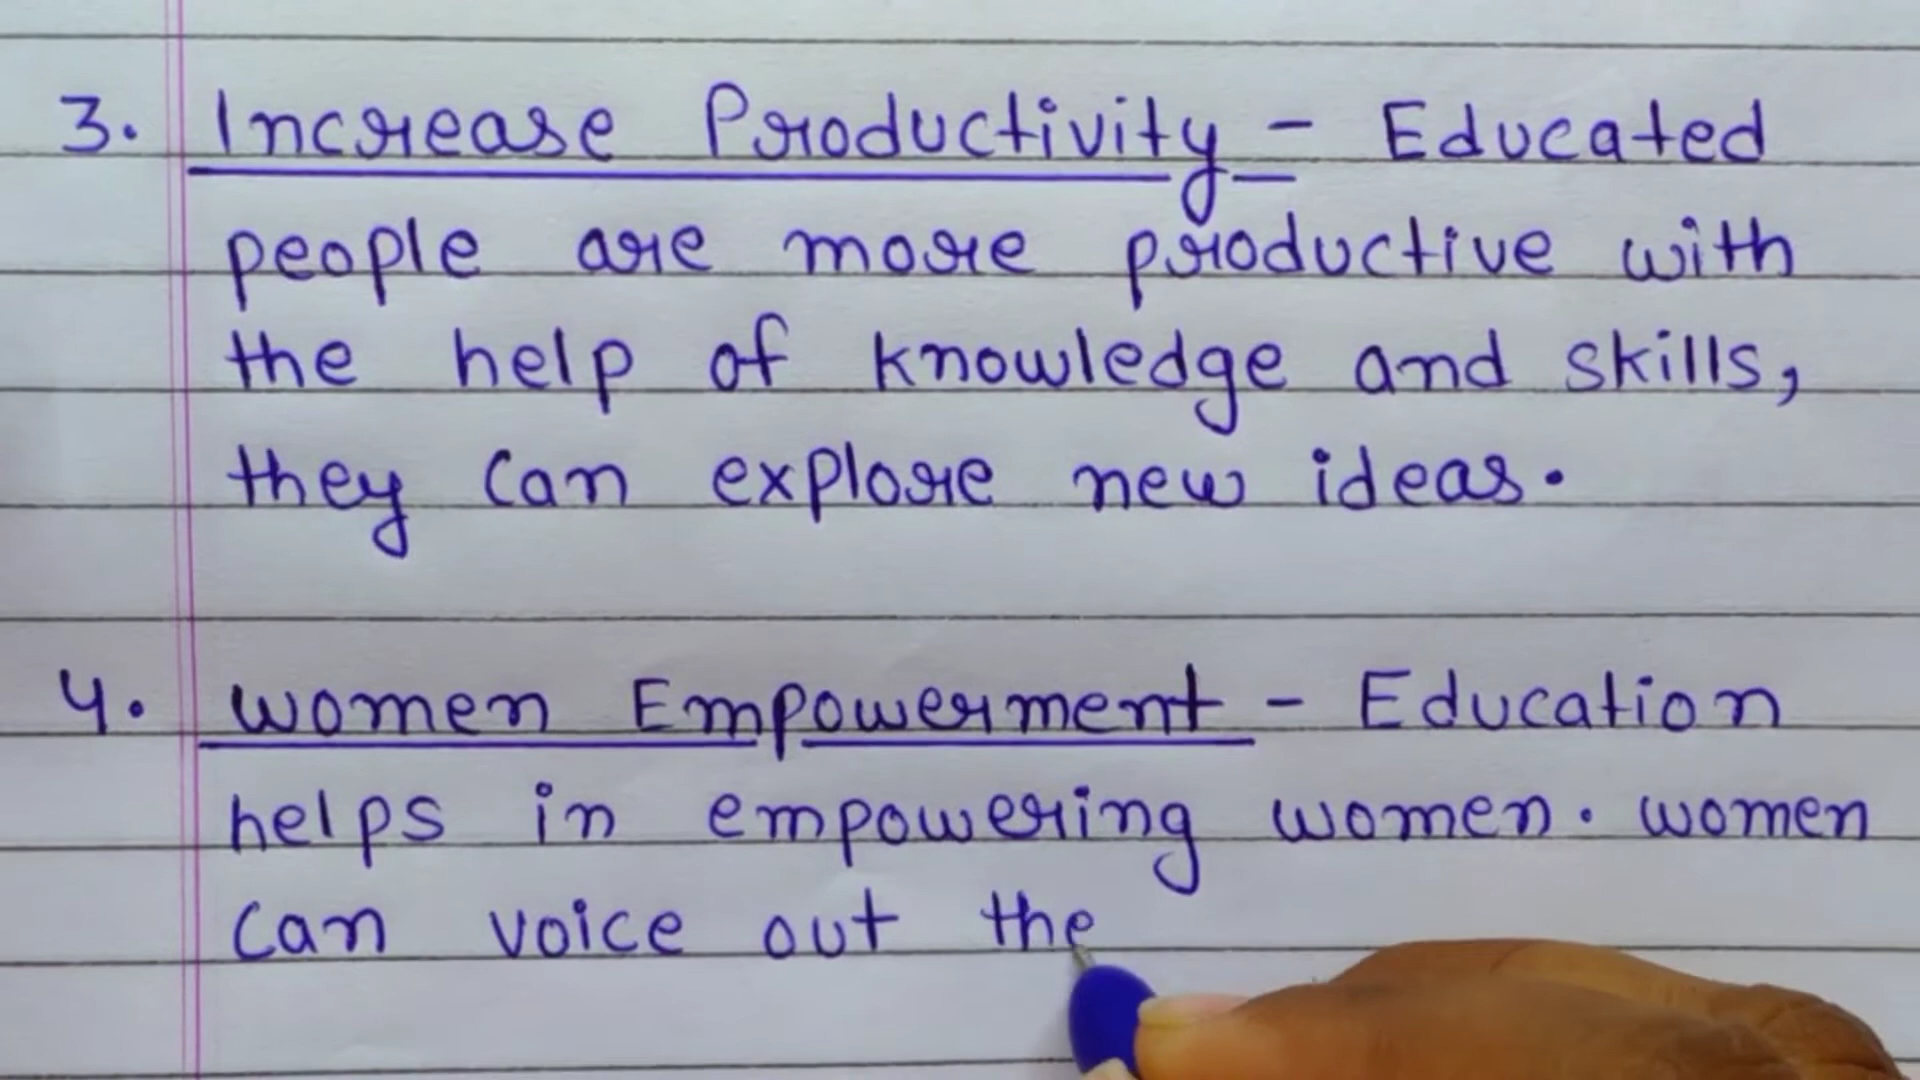 3. Increase Productivity - Educated
people are more productive with
the help of knowledge and skills,
they can explore new ideas.
4. women Empowerment - Education
helps in empowering women. women
can voice out the